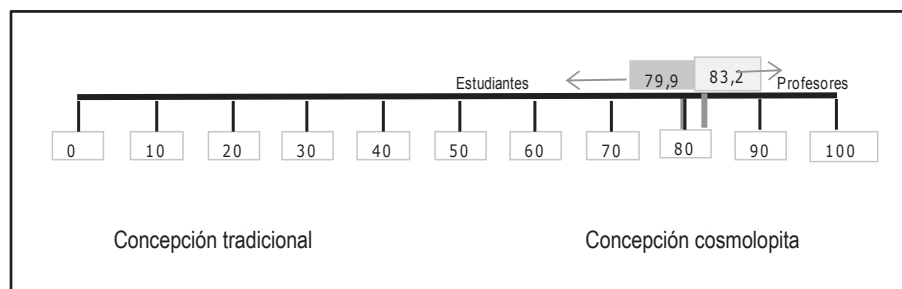 79,9 83,2
Estudiantes Profesores
0 10 20 30 40 50 60 70 80 90 100
Concepción tradicional Concepción cosmolopita